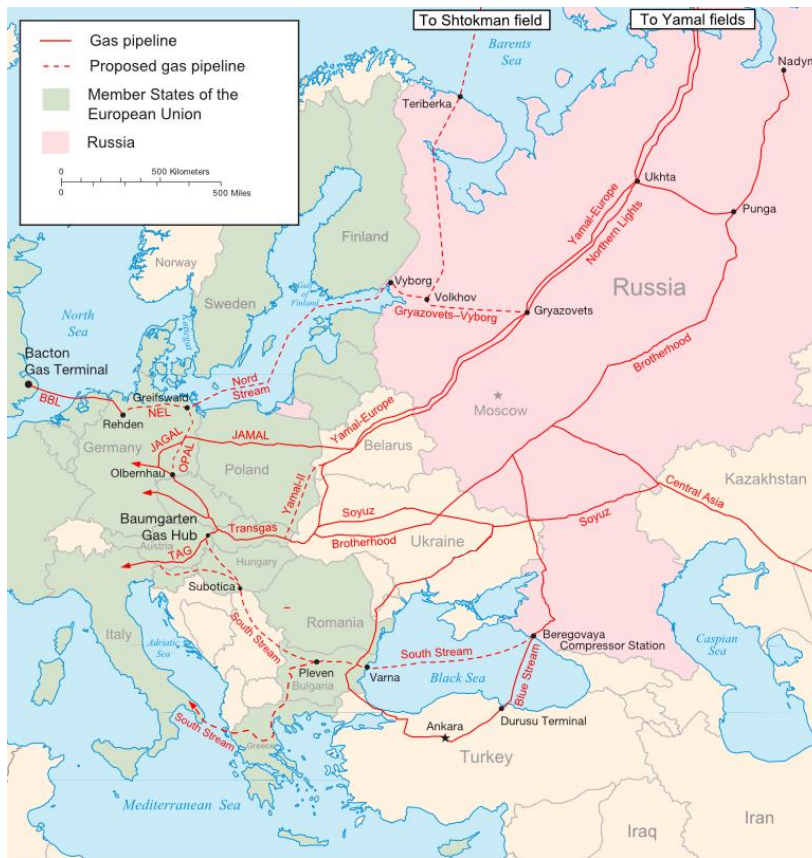 To Shtokman field
To Yamal fields
Gas pipeline
Proposed gas pipeline
Member States of the
European Union
Russia
0 500 Kilometers
0 500 Miles
Barents
Sea
Nadym
Teriberka
Ukhta
Punga
Yamal-Europe
Northern Lights
Norway
Finland
Sweden
Vyborg
Gulf
of
Finland
Volkhov
Gryazovets–Vyborg
Gryazovets
Russia
North
Sea
Kattegat
Bacton
Gas Terminal
BBL
Greifswald
NEL
Rehden
Nord
Stream
Brotherhood
Moscow
Germany
JAGAL
OPAL
JAMAL
Yamal-Europe
Belarus
Poland
Olbernhau
Yamal-II
Kazakhstan
Central Asia
Baumgarten
Gas Hub
Transgas
Soyuz
Soyuz
Brotherhood
Ukraine
Austria
TAG
Hungary
Subotica
Romania
Italy
Adriatic
Sea
South Stream
Beregovaya
Compressor Station
Caspian
Sea
Pleven
Bulgaria
Varna
South Stream
Black Sea
Blue Stream
Durusu Terminal
Ankara
South Stream
Greece
Turkey
Mediterranean Sea
Iraq
Iran